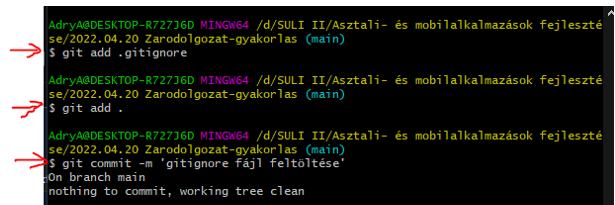 AdryA@DESKTOP-R727J6D MINGW64 /d/SULI II/Asztali- és mobilalkalmazások fejleszté
se/2022.04.20 Zarodolgozat-gyakorlas (main)
$ git add .gitignore
AdryA@DESKTOP-R727J6D MINGW64 /d/SULI II/Asztali- és mobilalkalmazások fejleszté
se/2022.04.20 Zarodolgozat-gyakorlas (main)
$ git add .
AdryA@DESKTOP-R727J6D MINGW64 /d/SULI II/Asztali- és mobilalkalmazások fejleszté
se/2022.04.20 Zarodolgozat-gyakorlas (main)
$ git commit -m 'gitignore fájl feltöltése'
On branch main
nothing to commit, working tree clean